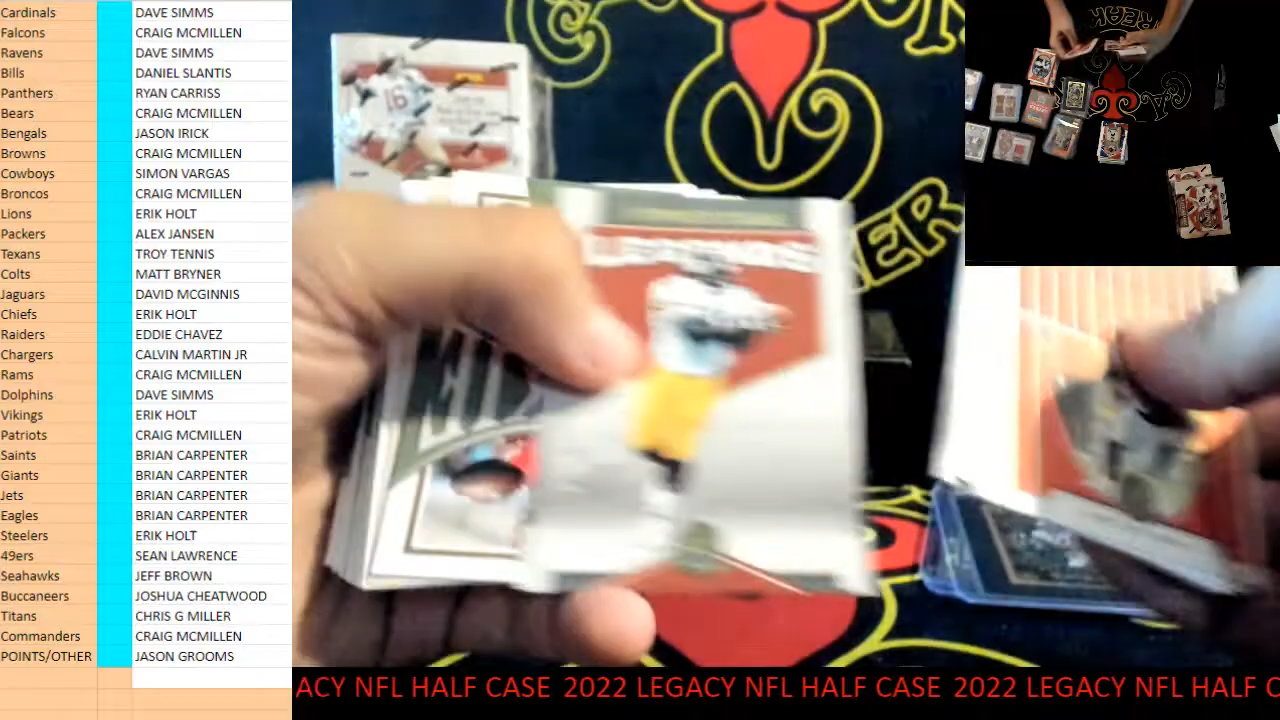 Cardinals DAVE SIMMS
Falcons CRAIG MCMILLEN
Ravens DAVE SIMMS
Bills DANIEL SLANTIS
Panthers RYAN CARRISS
Bears CRAIG MCMILLEN
Bengals JASON IRICK
Browns CRAIG MCMILLEN
Cowboys SIMON VARGAS
Broncos CRAIG MCMILLEN
Lions ERIK HOLT
Packers ALEX JANSEN
Texans TROY TENNIS
Colts MATT BRYNER
Jaguars DAVID MCGINNIS
Chiefs ERIK HOLT
Raiders EDDIE CHAVEZ
Chargers CALVIN MARTIN JR
Rams CRAIG MCMILLEN
Dolphins DAVE SIMMS
Vikings ERIK HOLT
Patriots CRAIG MCMILLEN
Saints BRIAN CARPENTER
Giants BRIAN CARPENTER
Jets BRIAN CARPENTER
Eagles BRIAN CARPENTER
Steelers ERIK HOLT
49ers SEAN LAWRENCE
Seahawks JEFF BROWN
Buccaneers JOSHUA CHEATWOOD
Titans CHRIS G MILLER
Commanders CRAIG MCMILLEN
POINTS/OTHER JASON GROOMS
16
ER
ACY NFL HALF CASE 2022 LEGACY NFL HALF CASE 2022 LEGACY NFL HALF C